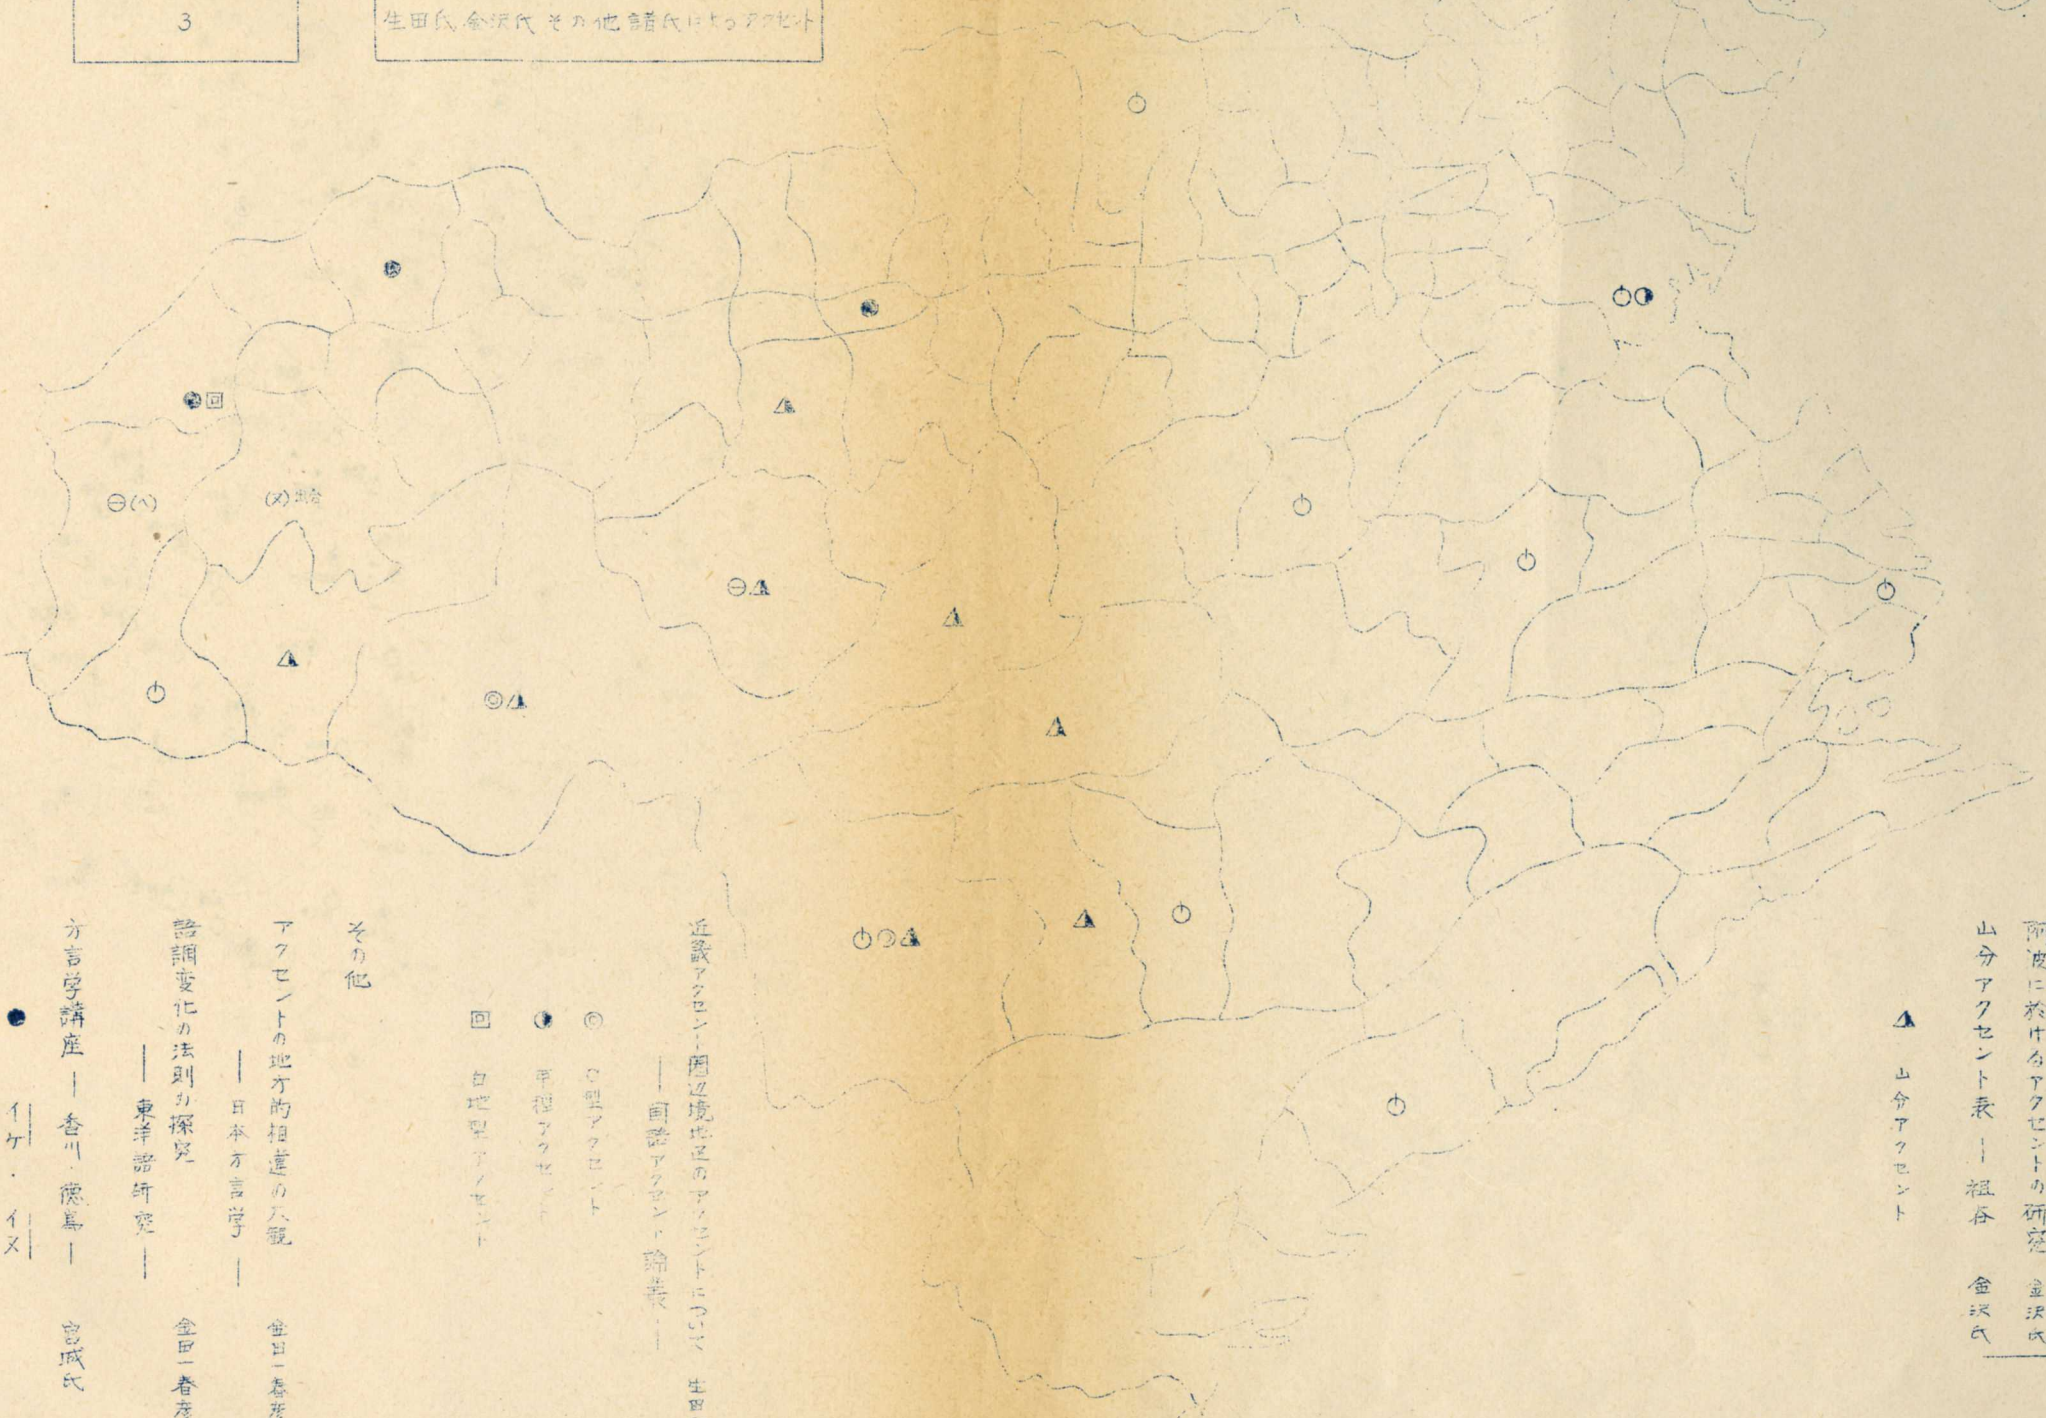 3
生田氏、金沢氏 その他 諸氏によるアクセント
(ヘ)
(ヌ)
阿波に於けるアクセントの研究 金沢氏
山分アクセント表 ― 祖谷 金沢氏
山分アクセント
近畿アクセント圏辺境地区のアクセントについて 生田
― 国語アクセント論叢 ―
C型アクセント
甲種アクセント
白地型アクセント
その他
アクセントの地方的相違の大観 金田一春彦
― 日本方言学 ―
語調変化の法則の探究 金田一春彦
― 東洋語研究 ―
方言学講座 ― 香川・徳島 ― 宮城氏
イケ・イヌ